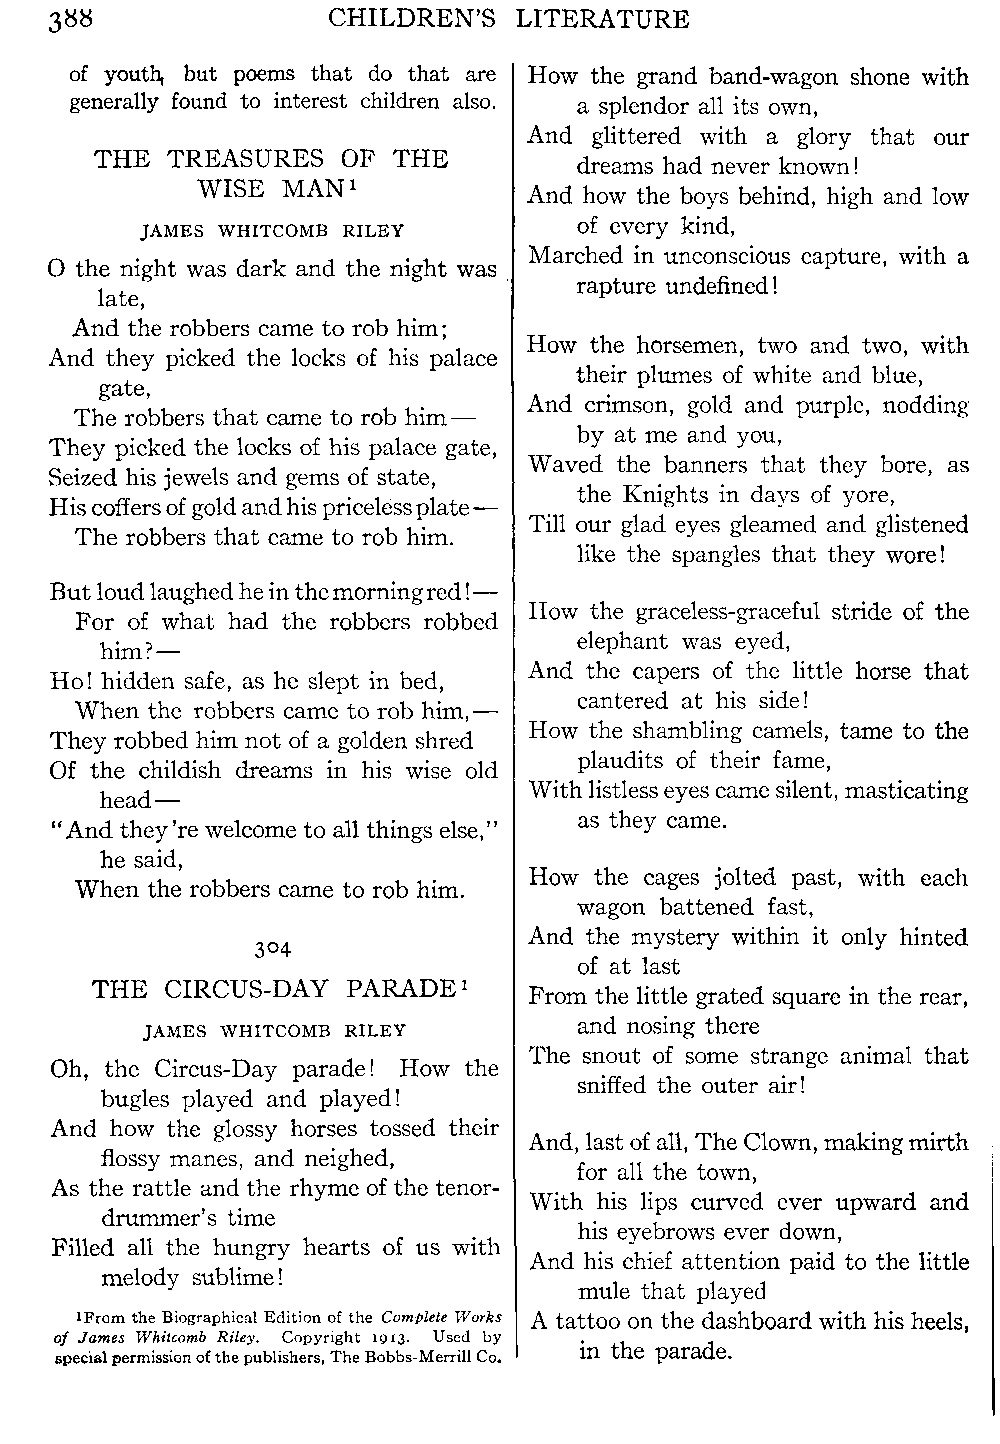 388 CHILDREN'S LITERATURE
of youth, but poems that do that are
generally found to interest children also.
THE TREASURES OF THE
WISE MAN¹
JAMES WHITCOMB RILEY
O the night was dark and the night was
late,
And the robbers came to rob him;
And they picked the locks of his palace
gate,
The robbers that came to rob him—
They picked the locks of his palace gate,
Seized his jewels and gems of state,
His coffers of gold and his priceless plate—
The robbers that came to rob him.
But loud laughed he in the morning red!—
For of what had the robbers robbed
him?—
Ho! hidden safe, as he slept in bed,
When the robbers came to rob him,—
They robbed him not of a golden shred
Of the childish dreams in his wise old
head—
"And they're welcome to all things else,"
he said,
When the robbers came to rob him.
304
THE CIRCUS-DAY PARADE¹
JAMES WHITCOMB RILEY
Oh, the Circus-Day parade! How the
bugles played and played!
And how the glossy horses tossed their
flossy manes, and neighed,
As the rattle and the rhyme of the tenor-
drummer's time
Filled all the hungry hearts of us with
melody sublime!
¹From the Biographical Edition of the Complete Works
of James Whitcomb Riley. Copyright 1913. Used by
special permission of the publishers, The Bobbs-Merrill Co.
How the grand band-wagon shone with
a splendor all its own,
And glittered with a glory that our
dreams had never known!
And how the boys behind, high and low
of every kind,
Marched in unconscious capture, with a
rapture undefined!
How the horsemen, two and two, with
their plumes of white and blue,
And crimson, gold and purple, nodding
by at me and you,
Waved the banners that they bore, as
the Knights in days of yore,
Till our glad eyes gleamed and glistened
like the spangles that they wore!
How the graceless-graceful stride of the
elephant was eyed,
And the capers of the little horse that
cantered at his side!
How the shambling camels, tame to the
plaudits of their fame,
With listless eyes came silent, masticating
as they came.
How the cages jolted past, with each
wagon battened fast,
And the mystery within it only hinted
of at last
From the little grated square in the rear,
and nosing there
The snout of some strange animal that
sniffed the outer air!
And, last of all, The Clown, making mirth
for all the town,
With his lips curved ever upward and
his eyebrows ever down,
And his chief attention paid to the little
mule that played
A tattoo on the dashboard with his heels,
in the parade.